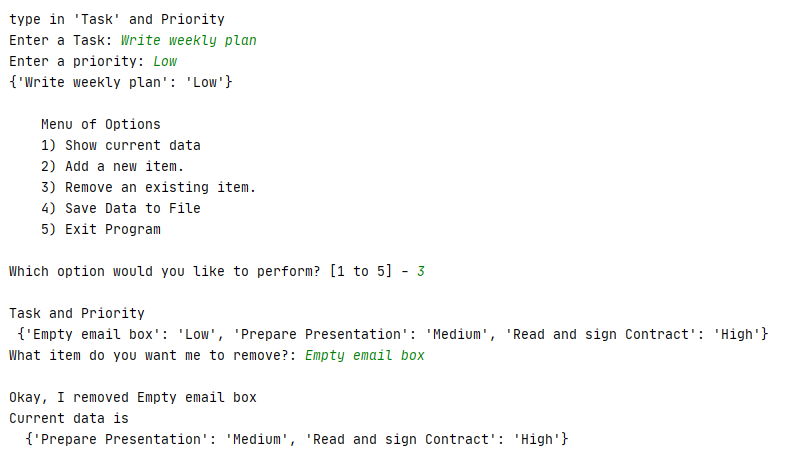 type in 'Task' and Priority
Enter a Task: Write weekly plan
Enter a priority: Low
{'Write weekly plan': 'Low'}
Menu of Options
1) Show current data
2) Add a new item.
3) Remove an existing item.
4) Save Data to File
5) Exit Program
Which option would you like to perform? [1 to 5] - 3
Task and Priority
{'Empty email box': 'Low', 'Prepare Presentation': 'Medium', 'Read and sign Contract': 'High'}
What item do you want me to remove?: Empty email box
Okay, I removed Empty email box
Current data is
{'Prepare Presentation': 'Medium', 'Read and sign Contract': 'High'}